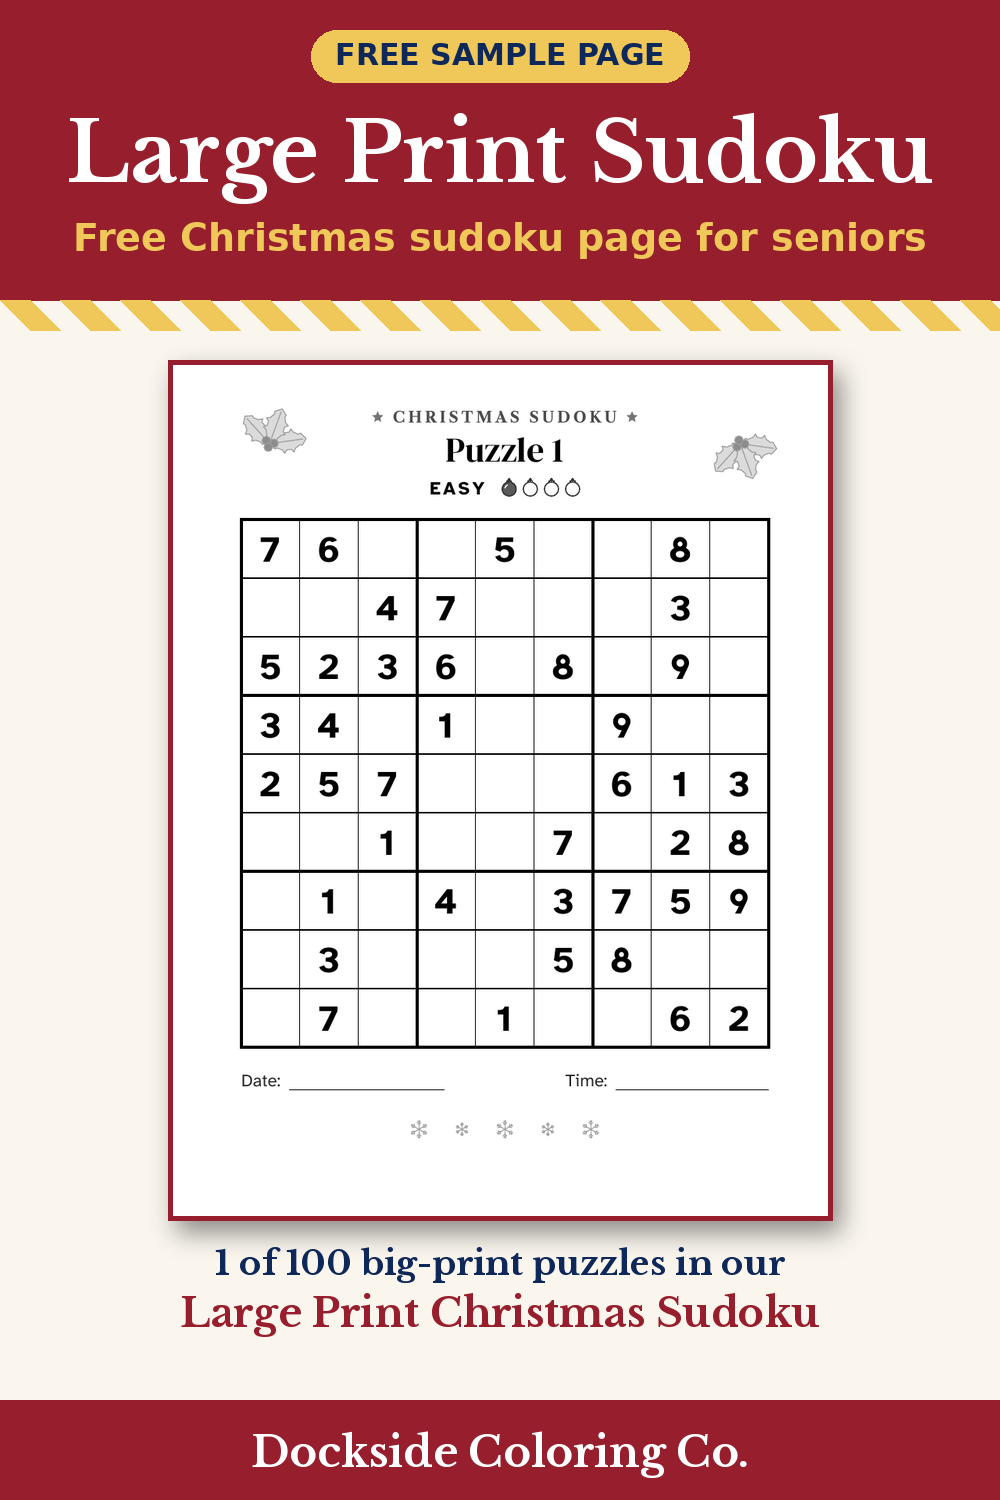 FREE SAMPLE PAGE
Large Print Sudoku
Free Christmas sudoku page for seniors
★ CHRISTMAS SUDOKU ★
Puzzle 1
EASY
7 6 5 8
4 7 3
5 2 3 6 8 9
3 4 1 9
2 5 7 6 1 3
1 7 2 8
1 4 3 7 5 9
3 5 8
7 1 6 2
Date: Time:
1 of 100 big-print puzzles in our
Large Print Christmas Sudoku
Dockside Coloring Co.